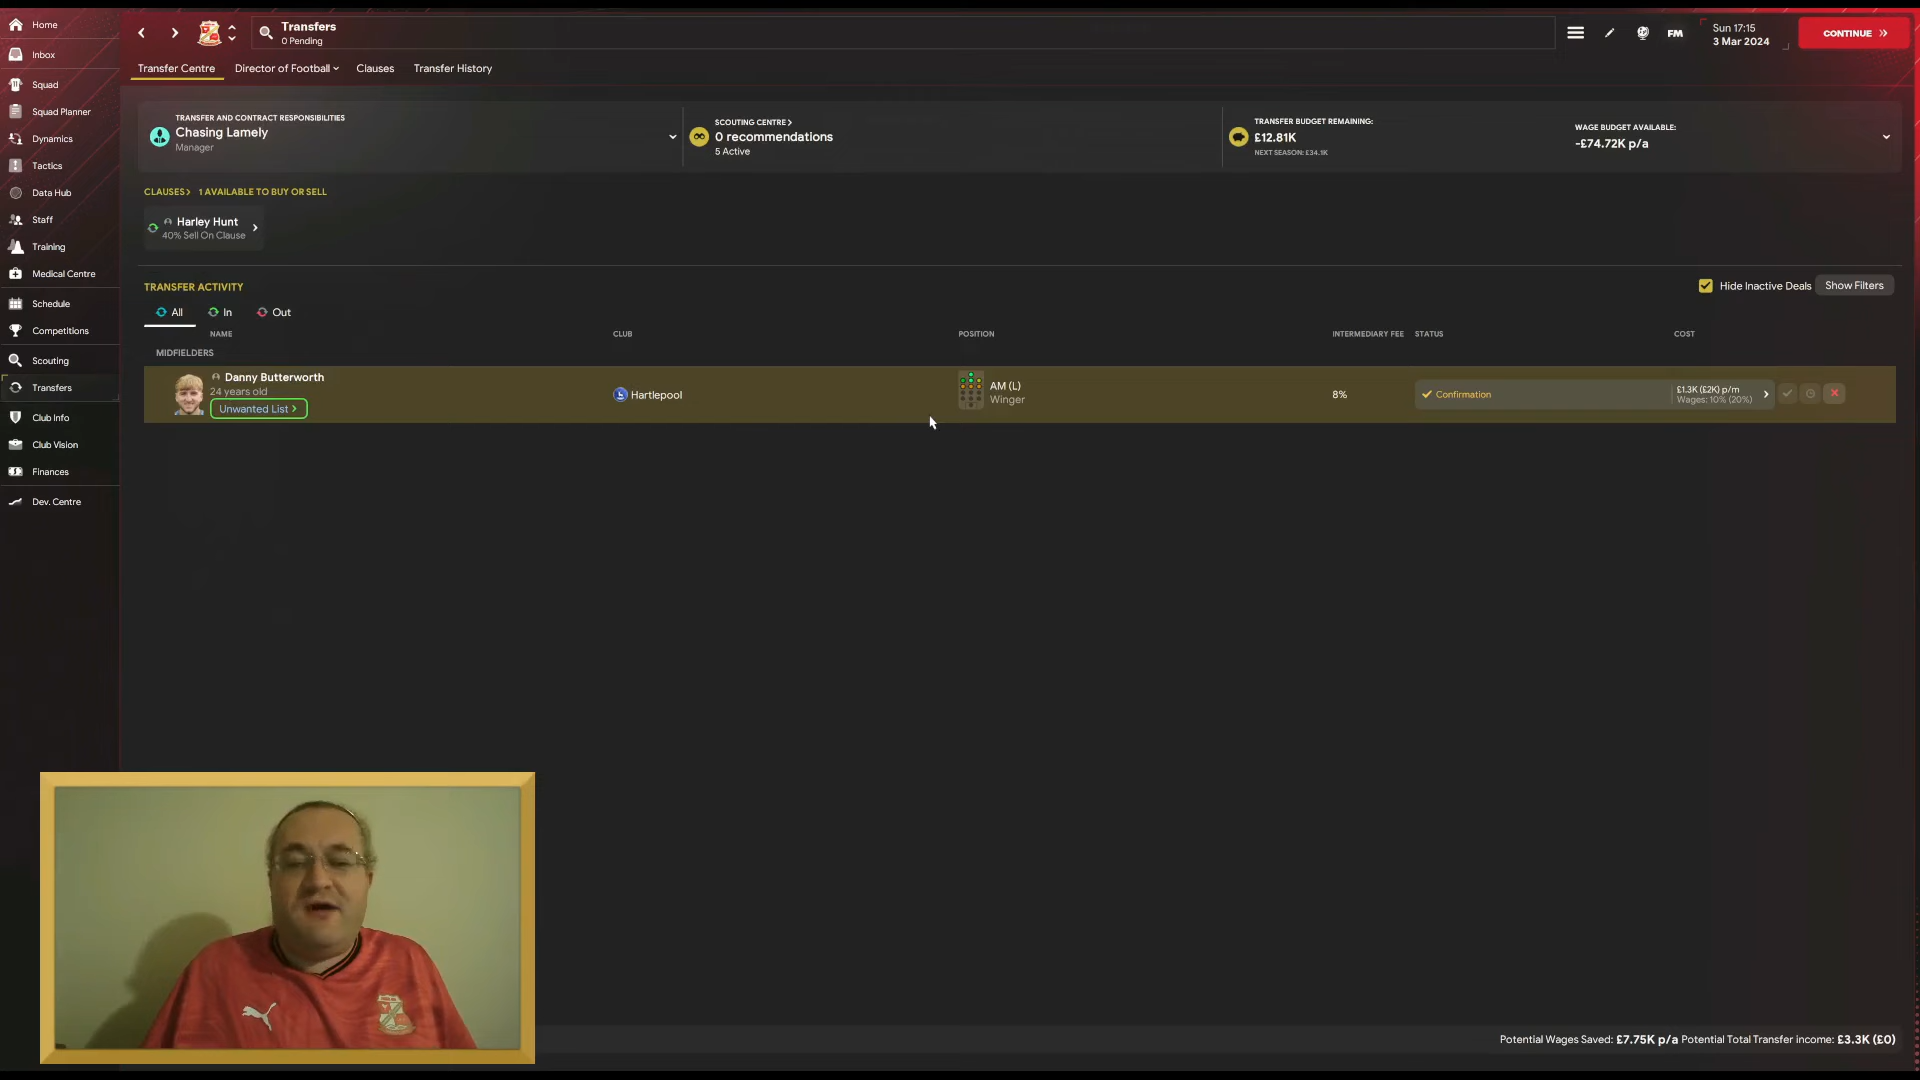 Home
Inbox
Squad
Squad Planner
Dynamics
Tactics
Data Hub
Staff
Training
Medical Centre
Schedule
Competitions
Scouting
Transfers
Club Info
Club Vision
Finances
Dev. Centre
Transfers
0 Pending
FM
Sun 17:15
3 Mar 2024
CONTINUE
Transfer Centre
Director of Football
Clauses
Transfer History
TRANSFER AND CONTRACT RESPONSIBILITIES
Chasing Lamely
Manager
SCOUTING CENTRE >
0 recommendations
5 Active
TRANSFER BUDGET REMAINING:
£12.81K
NEXT SEASON: £34.1K
WAGE BUDGET AVAILABLE:
-£74.72K p/a
CLAUSES > 1 AVAILABLE TO BUY OR SELL
Harley Hunt
40% Sell On Clause
TRANSFER ACTIVITY
Hide Inactive Deals
Show Filters
All
In
Out
NAME
CLUB
POSITION
INTERMEDIARY FEE
STATUS
COST
MIDFIELDERS
Danny Butterworth
24 years old
Unwanted List >
Hartlepool
AM (L)
Winger
8%
Confirmation
£1.3K (£2K) p/m
Wages: 10% (20%)
Potential Wages Saved: £7.75K p/a Potential Total Transfer income: £3.3K (£0)